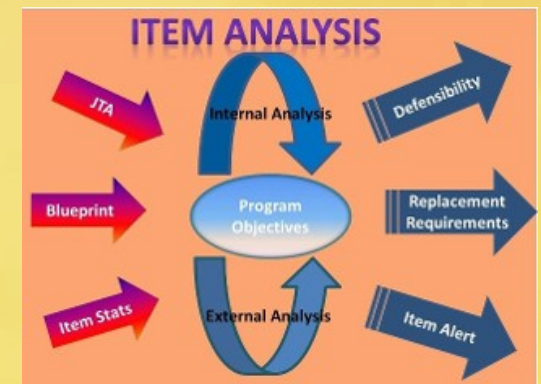 ITEM ANALYSIS
JTA
Internal Analysis
Defensibility
Blueprint
Program
Objectives
Replacement
Requirements
Item Stats
External Analysis
Item Alert